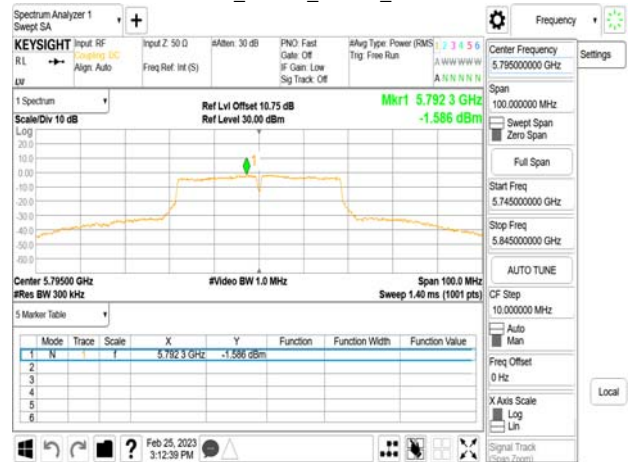 Spectrum Analyzer 1
Swept SA
Frequency
KEYSIGHT
RL
Input: RF
Coupling: DC
Align: Auto
Input Z: 50 Ω
Freq Ref: Int (S)
#Atten: 30 dB
PNO: Fast
Gate: Off
IF Gain: Low
Sig Track: Off
#Avg Type: Power (RMS
Trig: Free Run
1 2 3 4 5 6
A W W W W W
A N N N N N
1 Spectrum
Scale/Div 10 dB
Log
Ref Lvl Offset 10.75 dB
Ref Level 30.00 dBm
Mkr1 5.792 3 GHz
-1.586 dBm
20.0
10.0
0.00
-10.0
-20.0
-30.0
-40.0
-50.0
-60.0
1
Center 5.79500 GHz
#Res BW 300 kHz
#Video BW 1.0 MHz
Span 100.0 MHz
Sweep 1.40 ms (1001 pts)
5 Marker Table
Mode Trace Scale X Y Function Function Width Function Value
1 N 1 f 5.792 3 GHz -1.586 dBm
2
3
4
5
6
Feb 25, 2023
3:12:39 PM
Center Frequency
5.795000000 GHz
Settings
Span
100.000000 MHz
Swept Span
Zero Span
Full Span
Start Freq
5.745000000 GHz
Stop Freq
5.845000000 GHz
AUTO TUNE
CF Step
10.000000 MHz
Auto
Man
Freq Offset
0 Hz
X Axis Scale
Log
Lin
Local
Signal Track
(Span Zoom)